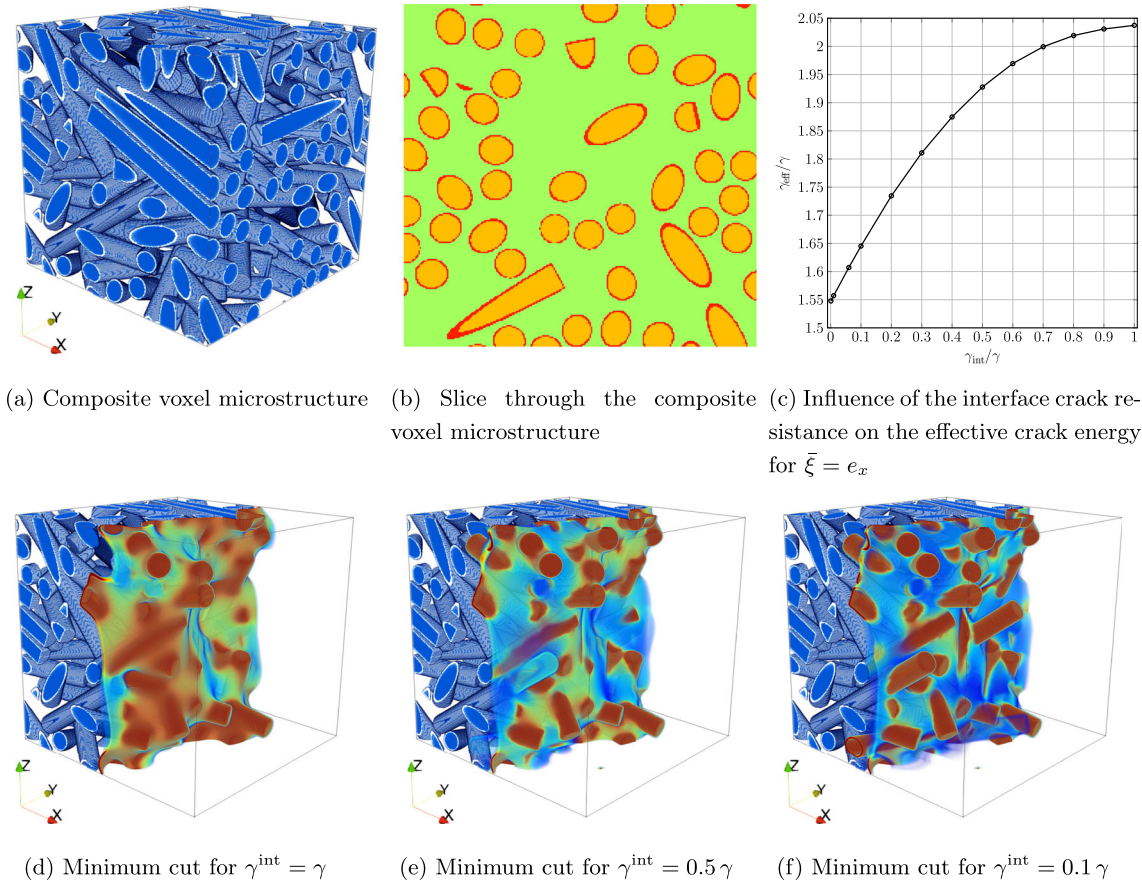 Z
Y
X
γeff/γ
2.05
2
1.95
1.9
1.85
1.8
1.75
1.7
1.65
1.6
1.55
1.5
0 0.1 0.2 0.3 0.4 0.5 0.6 0.7 0.8 0.9 1
γint/γ
(a) Composite voxel microstructure
(b) Slice through the composite
voxel microstructure
(c) Influence of the interface crack re-
sistance on the effective crack energy
for ξ̄ = eₓ
Z
Y
X
Z
Y
X
Z
Y
X
(d) Minimum cut for γ^int = γ
(e) Minimum cut for γ^int = 0.5 γ
(f) Minimum cut for γ^int = 0.1 γ